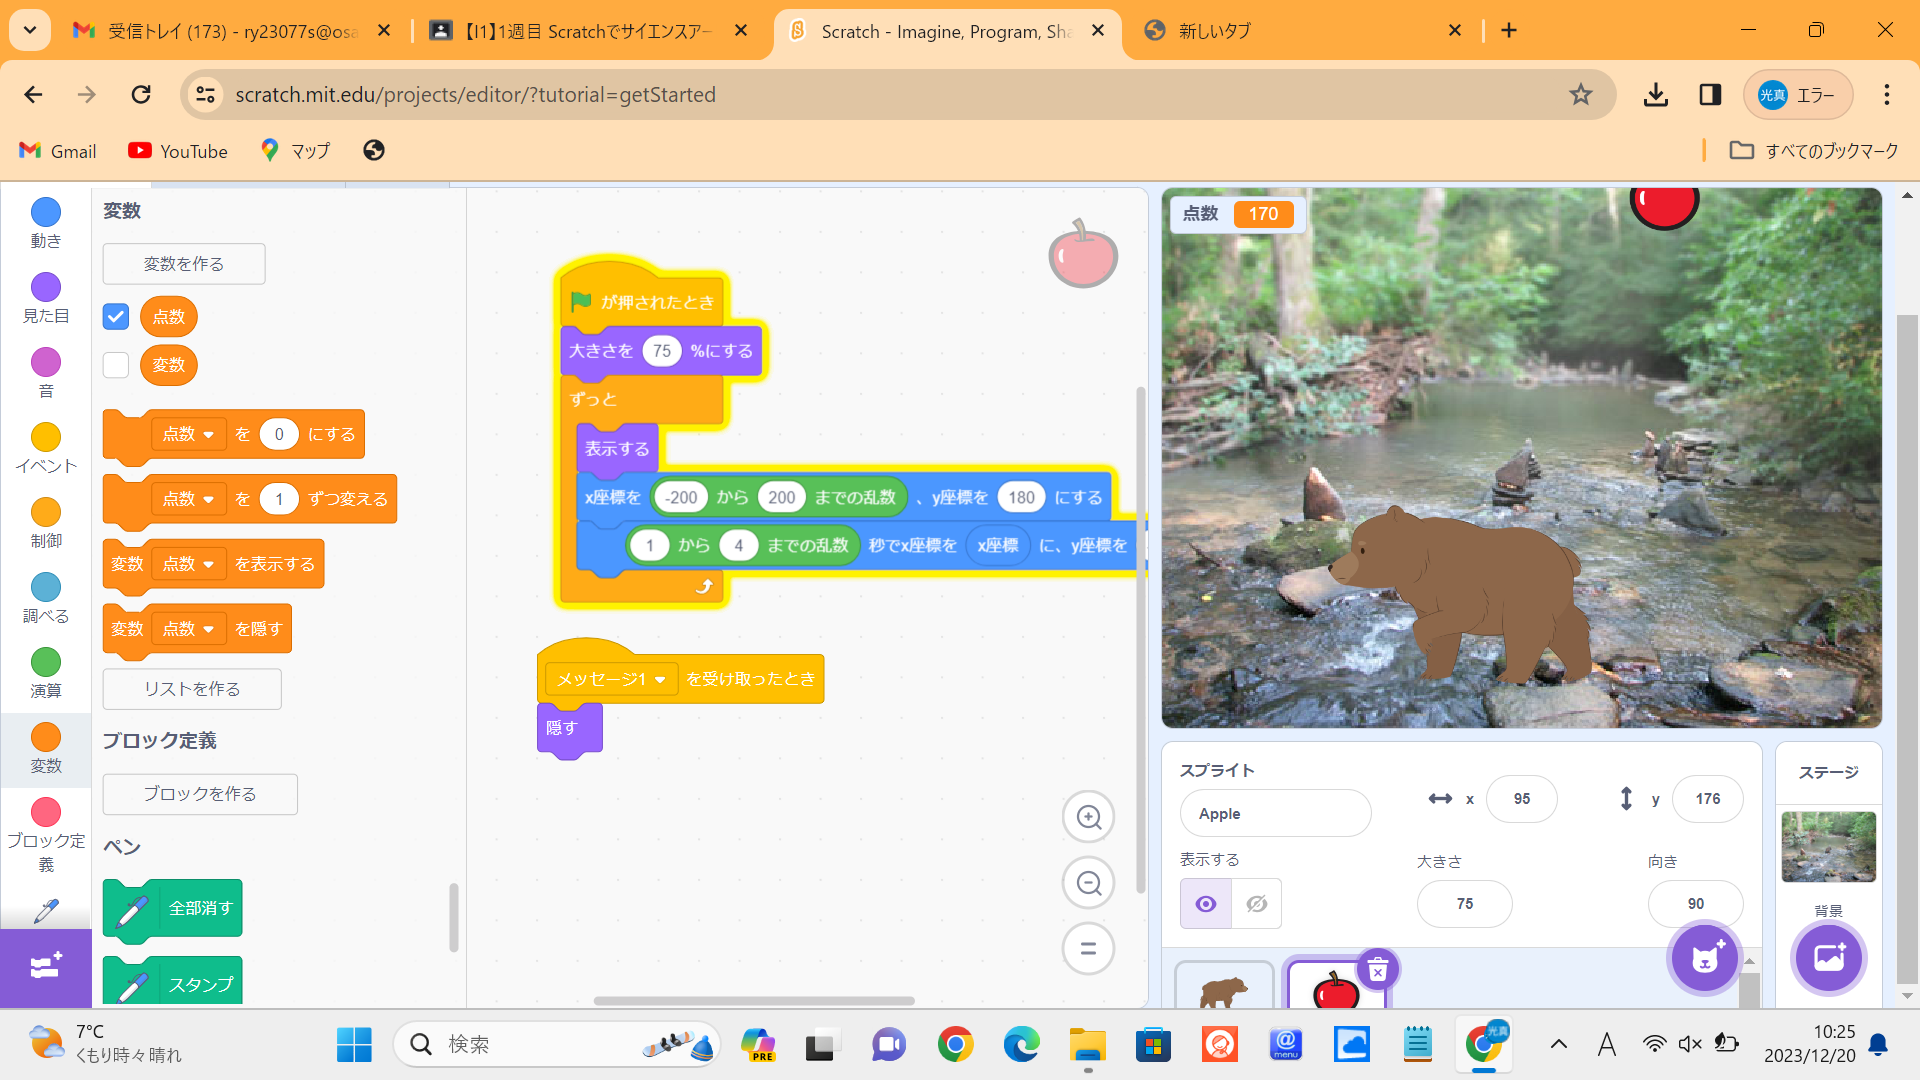 受信トレイ (173) - ry23077s@osa
【I1】1週目 Scratchでサイエンスアー
Scratch - Imagine, Program, Sha
新しいタブ
scratch.mit.edu/projects/editor/?tutorial=getStarted
光真
エラー
Gmail
YouTube
マップ
すべてのブックマーク
動き
見た目
音
イベント
制御
調べる
演算
変数
ブロック定
義
変数
変数を作る
点数
変数
点数 を 0 にする
点数 を 1 ずつ変える
変数 点数 を表示する
変数 点数 を隠す
リストを作る
ブロック定義
ブロックを作る
ペン
全部消す
スタンプ
が押されたとき
大きさを 75 %にする
ずっと
表示する
x座標を -200 から 200 までの乱数 、y座標を 180 にする
1 から 4 までの乱数 秒でx座標を x座標 に、y座標を
メッセージ1 を受け取ったとき
隠す
点数 170
スプライト
Apple
x 95
y 176
表示する
大きさ
75
向き
90
ステージ
背景
7°C
くもり時々晴れ
検索
PRE
@
menu
光真
A
10:25
2023/12/20